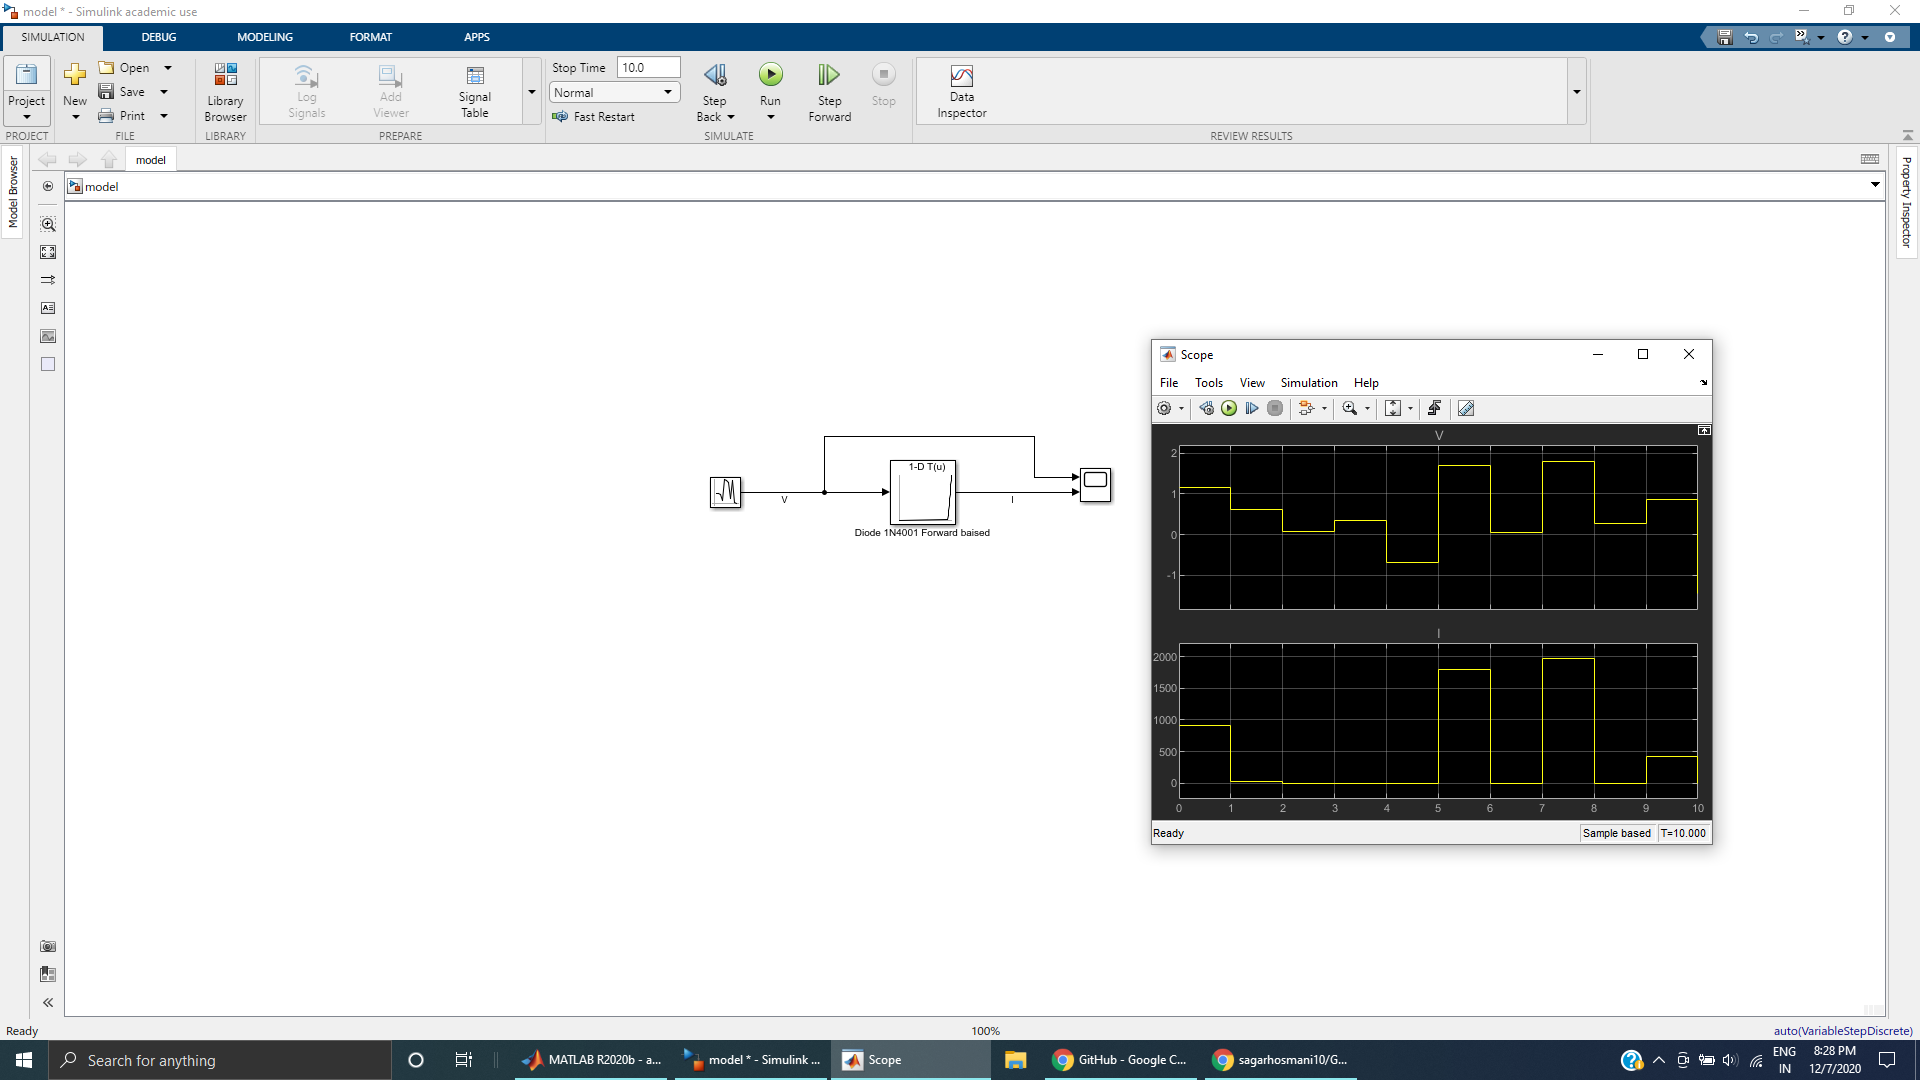 model * - Simulink academic use
SIMULATION DEBUG MODELING FORMAT APPS
Project
New
Open
Save
Print
Library Browser
Log Signals
Add Viewer
Signal Table
Stop Time 10.0
Normal
Fast Restart
Step Back
Run
Step Forward
Stop
Data Inspector
PROJECT FILE LIBRARY PREPARE SIMULATE REVIEW RESULTS
Model Browser
model
model
Property Inspector
1-D T(u)
V
I
Diode 1N4001 Forward baised
Scope
File Tools View Simulation Help
V
2
1
0
-1
I
2000
1500
1000
500
0
0 1 2 3 4 5 6 7 8 9 10
Ready Sample based T=10.000
Ready 100% auto(VariableStepDiscrete)
Search for anything
MATLAB R2020b - a...
model * - Simulink ...
Scope
GitHub - Google C...
sagarhosmani10/G...
ENG
IN
8:28 PM
12/7/2020